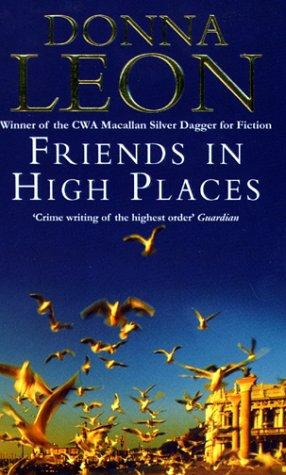 DONNA
LEON
Winner of the CWA Macallan Silver Dagger for Fiction
FRIENDS IN
HIGH PLACES
‘Crime writing of the highest order’ Guardian